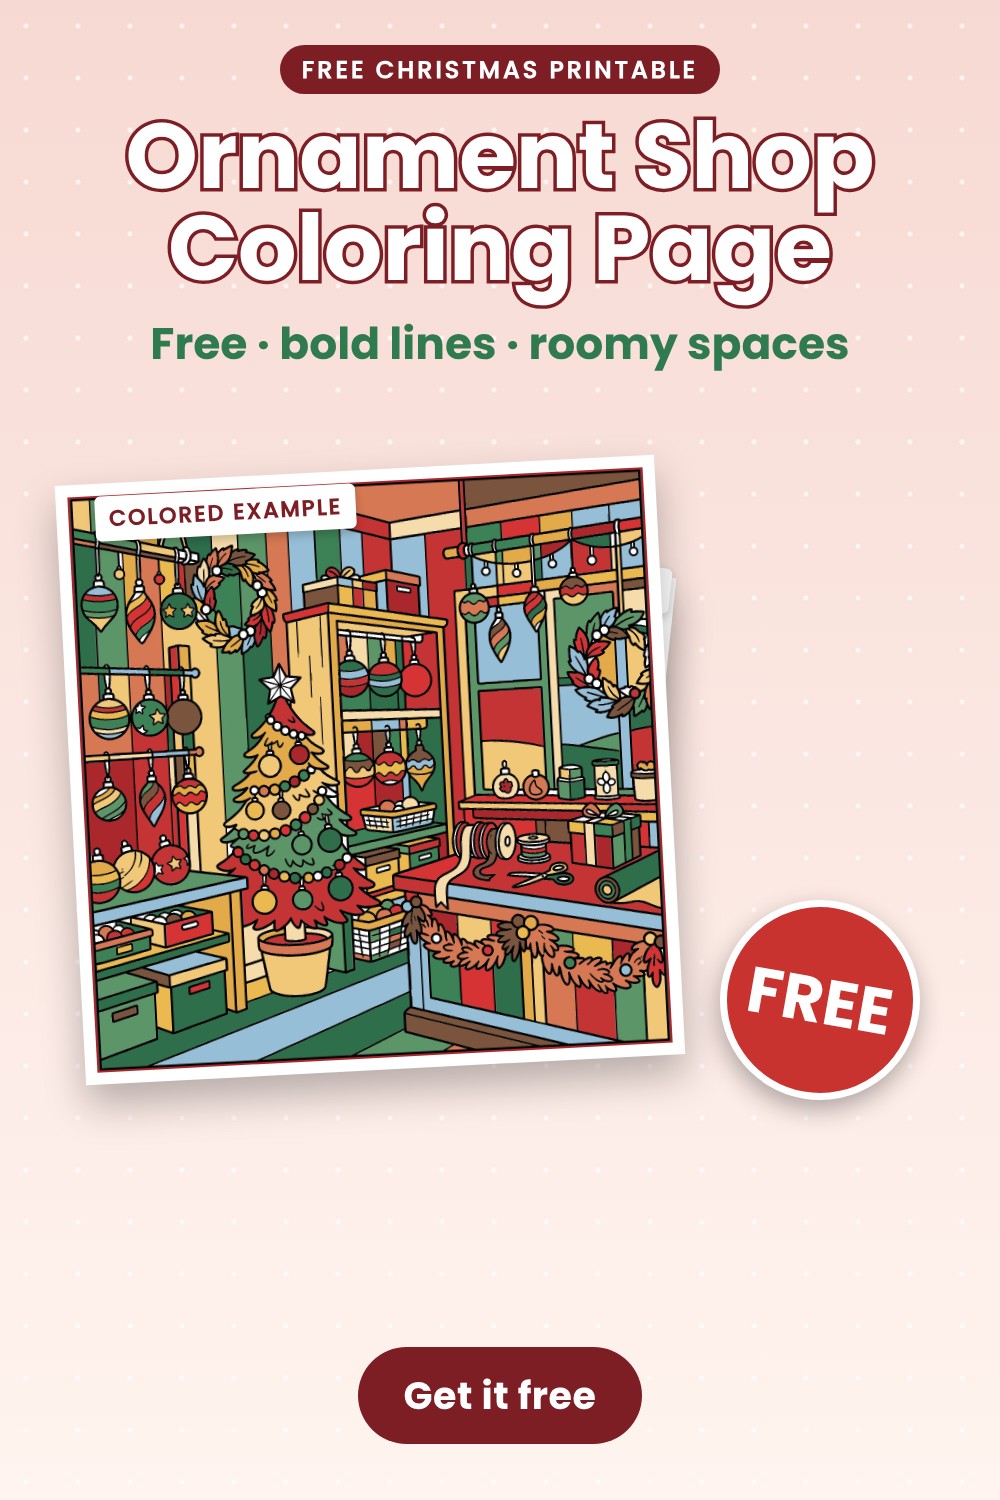 FREE CHRISTMAS PRINTABLE
Ornament Shop
Coloring Page
Free · bold lines · roomy spaces
COLORED EXAMPLE
FREE
Get it free